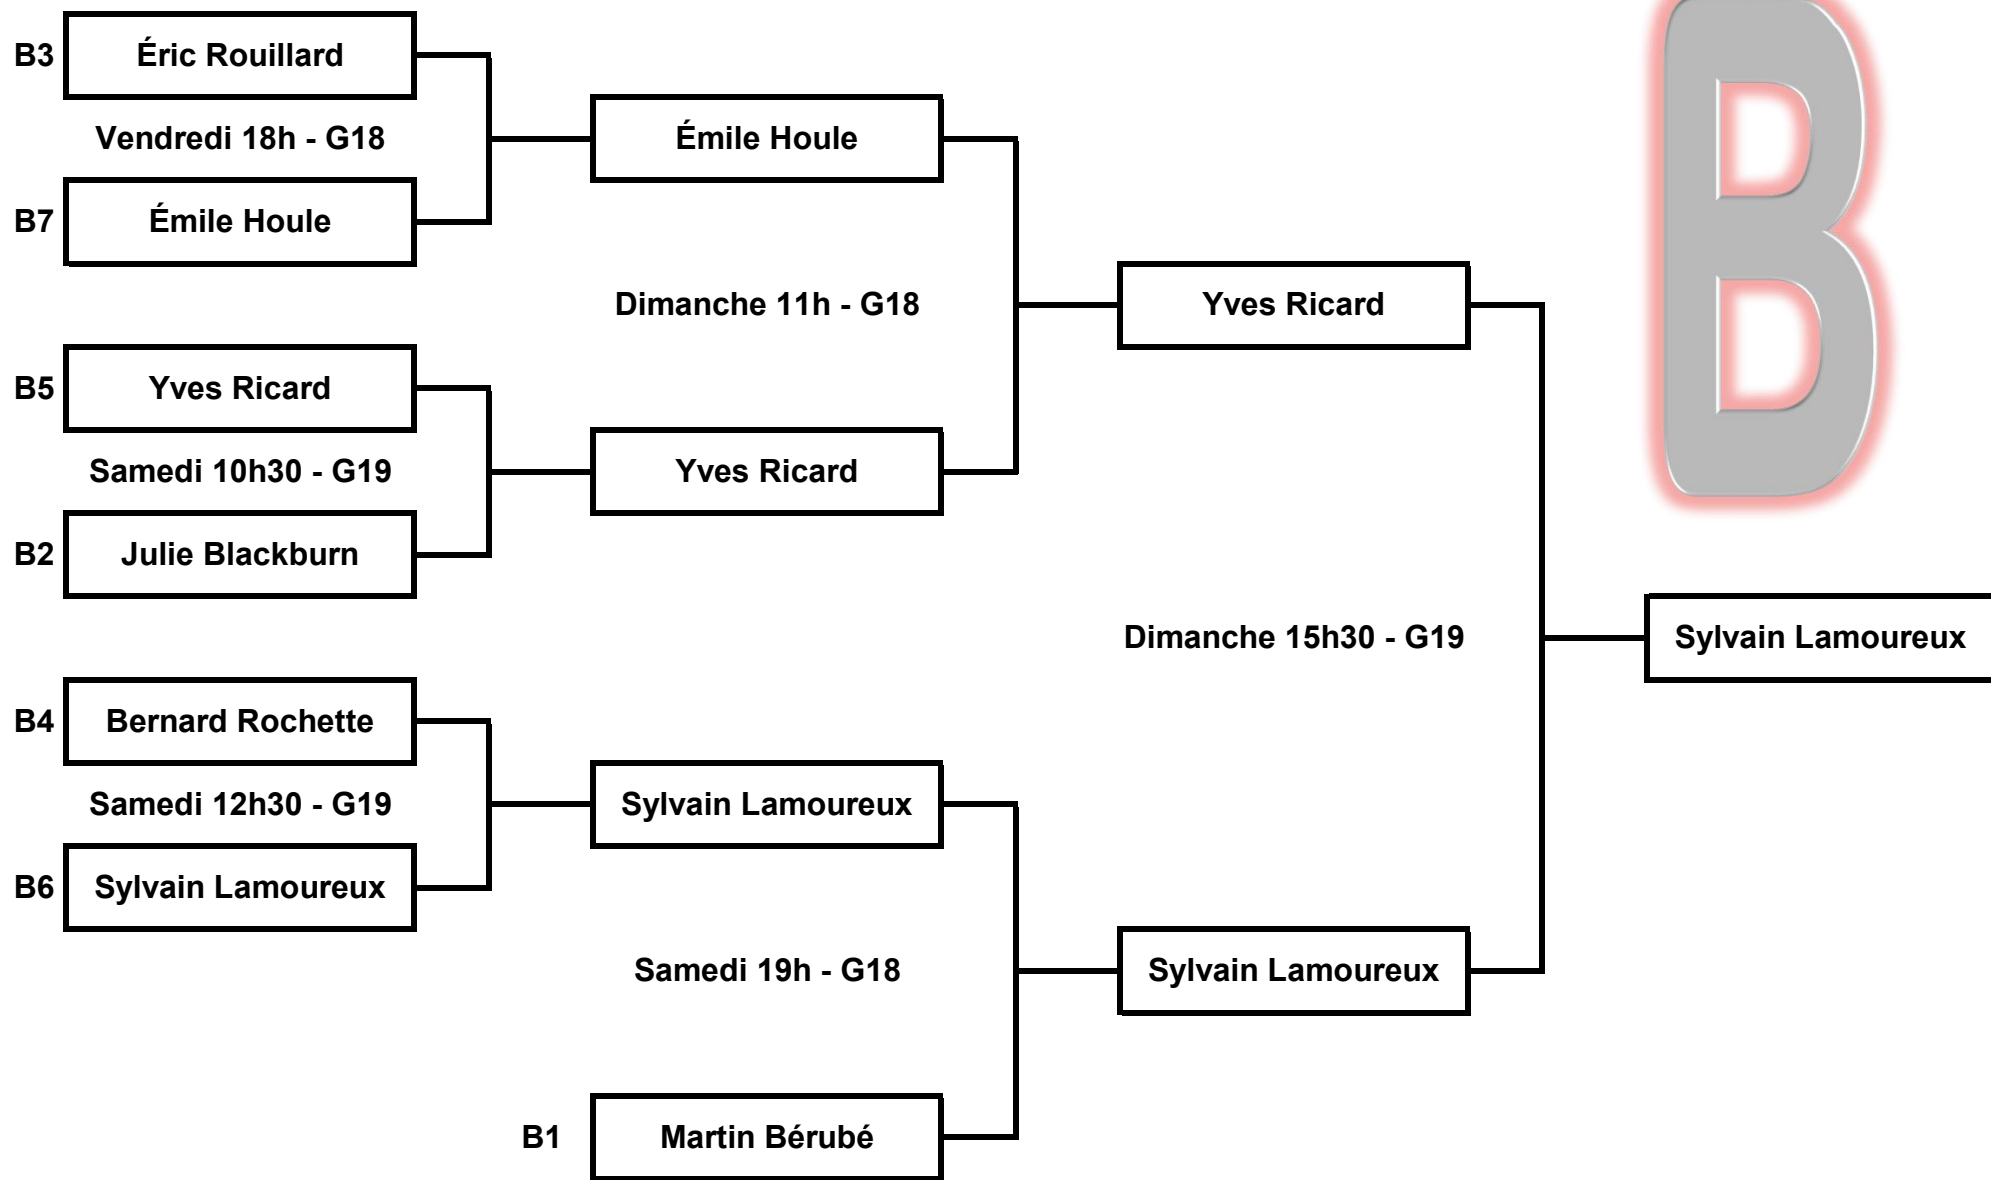 B
B3 Éric Rouillard
Vendredi 18h - G18
Émile Houle
B7 Émile Houle
Dimanche 11h - G18
Yves Ricard
B5 Yves Ricard
Samedi 10h30 - G19
Yves Ricard
B2 Julie Blackburn
Dimanche 15h30 - G19
Sylvain Lamoureux
B4 Bernard Rochette
Samedi 12h30 - G19
Sylvain Lamoureux
B6 Sylvain Lamoureux
Samedi 19h - G18
Sylvain Lamoureux
B1 Martin Bérubé